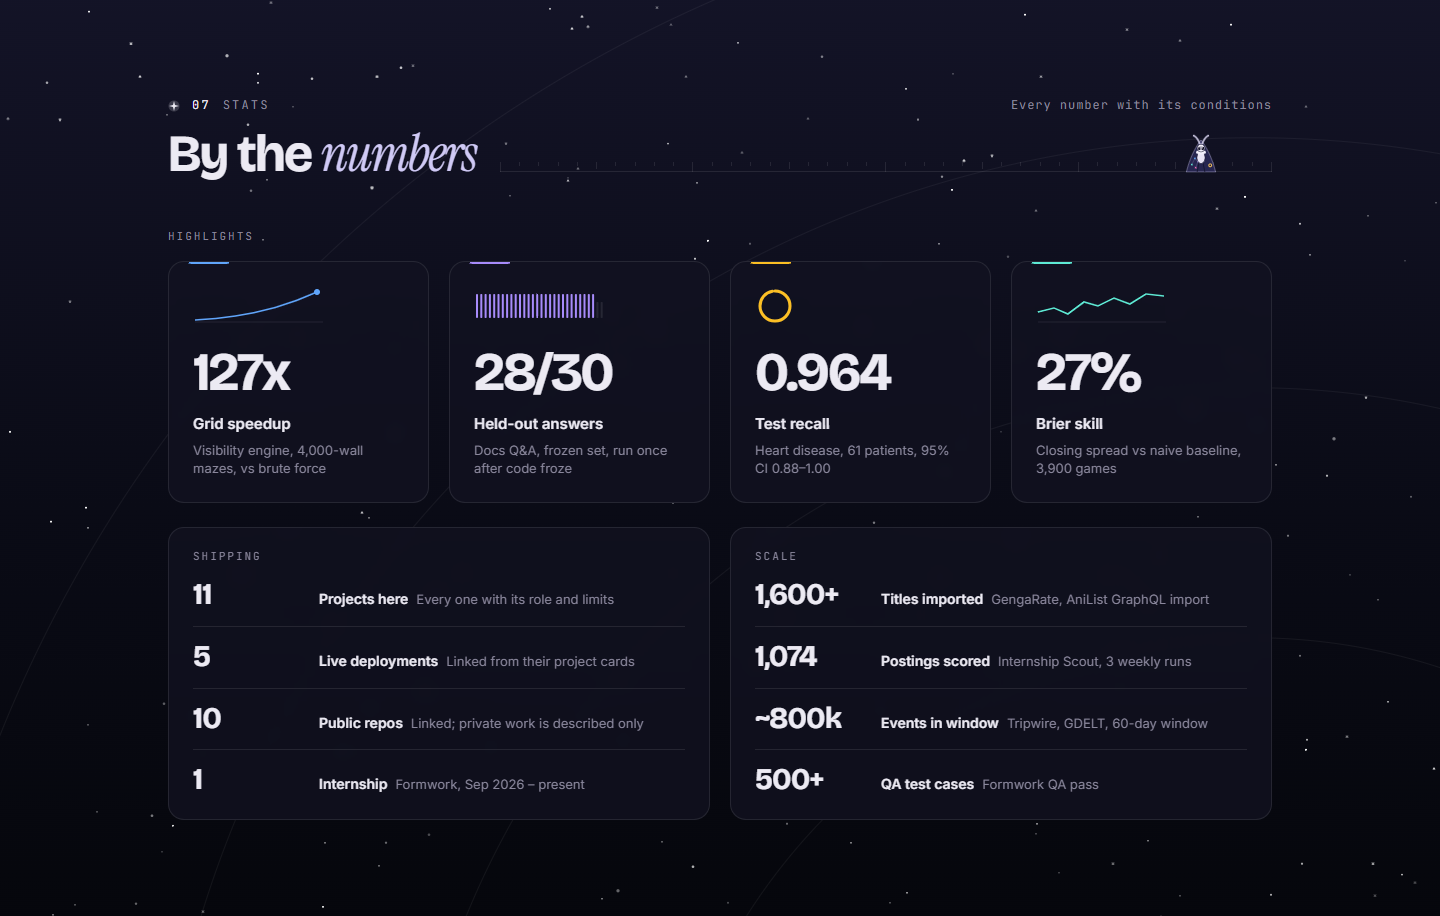 07 STATS
Every number with its conditions
By the numbers
HIGHLIGHTS
127x
Grid speedup
Visibility engine, 4,000-wall
mazes, vs brute force
28/30
Held-out answers
Docs Q&A, frozen set, run once
after code froze
0.964
Test recall
Heart disease, 61 patients, 95%
CI 0.88–1.00
27%
Brier skill
Closing spread vs naive baseline,
3,900 games
SHIPPING
11 Projects here Every one with its role and limits
5 Live deployments Linked from their project cards
10 Public repos Linked; private work is described only
1 Internship Formwork, Sep 2026 – present
SCALE
1,600+ Titles imported GengaRate, AniList GraphQL import
1,074 Postings scored Internship Scout, 3 weekly runs
~800k Events in window Tripwire, GDELT, 60-day window
500+ QA test cases Formwork QA pass